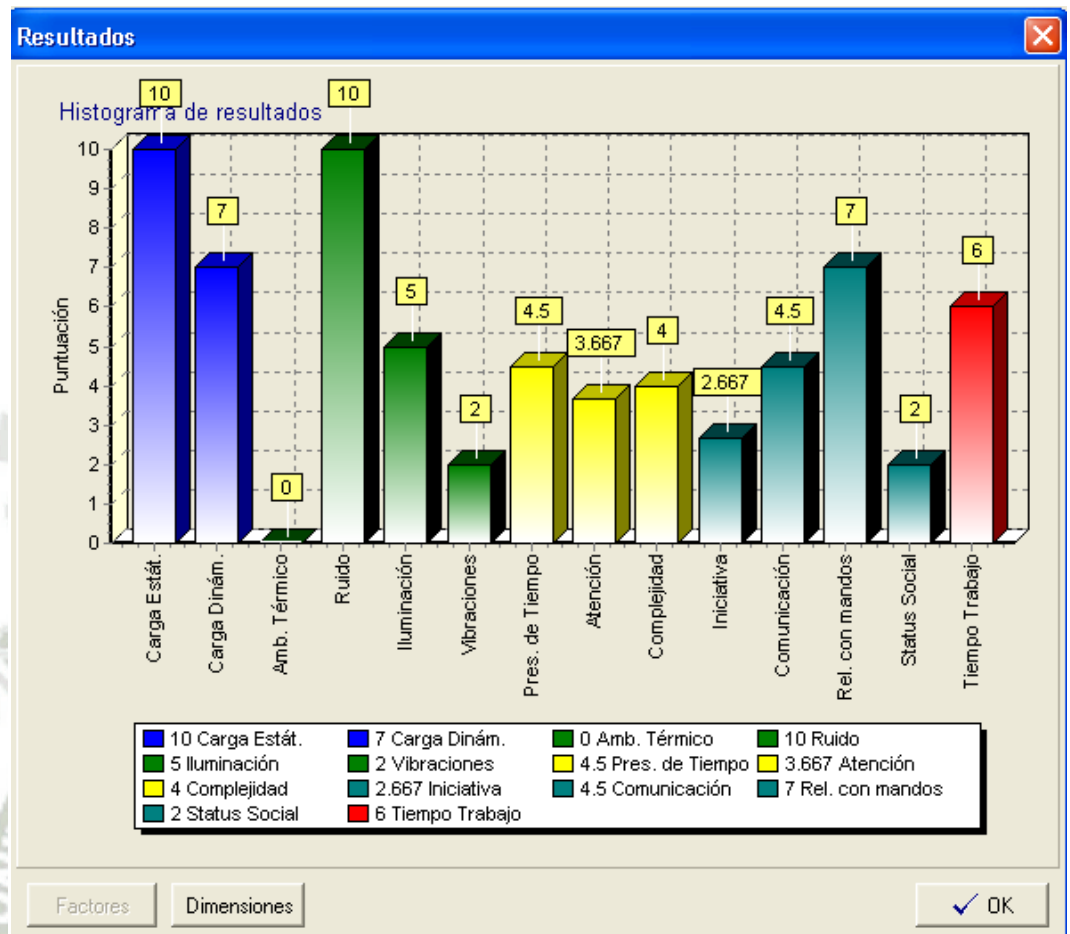 Resultados
Histograma de resultados
10
10
7
5
2
0
4.5
3.667
4
2.667
4.5
7
2
6
Puntuación
10
9
8
7
6
5
4
3
2
1
0
Carga Estát.
Carga Dinám.
Amb. Térmico
Ruido
Iluminación
Vibraciones
Pres. de Tiempo
Atención
Complejidad
Iniciativa
Comunicación
Rel. con mandos
Status Social
Tiempo Trabajo
10 Carga Estát. 7 Carga Dinám. 0 Amb. Térmico 10 Ruido
5 Iluminación 2 Vibraciones 4.5 Pres. de Tiempo 3.667 Atención
4 Complejidad 2.667 Iniciativa 4.5 Comunicación 7 Rel. con mandos
2 Status Social 6 Tiempo Trabajo
Factores Dimensiones OK